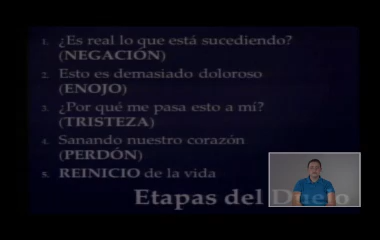 1. ¿Es real lo que está sucediendo?
(NEGACIÓN)
2. Esto es demasiado doloroso
(ENOJO)
3. ¿Por qué me pasa esto a mí?
(TRISTEZA)
4. Sanando nuestro corazón
(PERDÓN)
5. REINICIO de la vida
Etapas del Duelo